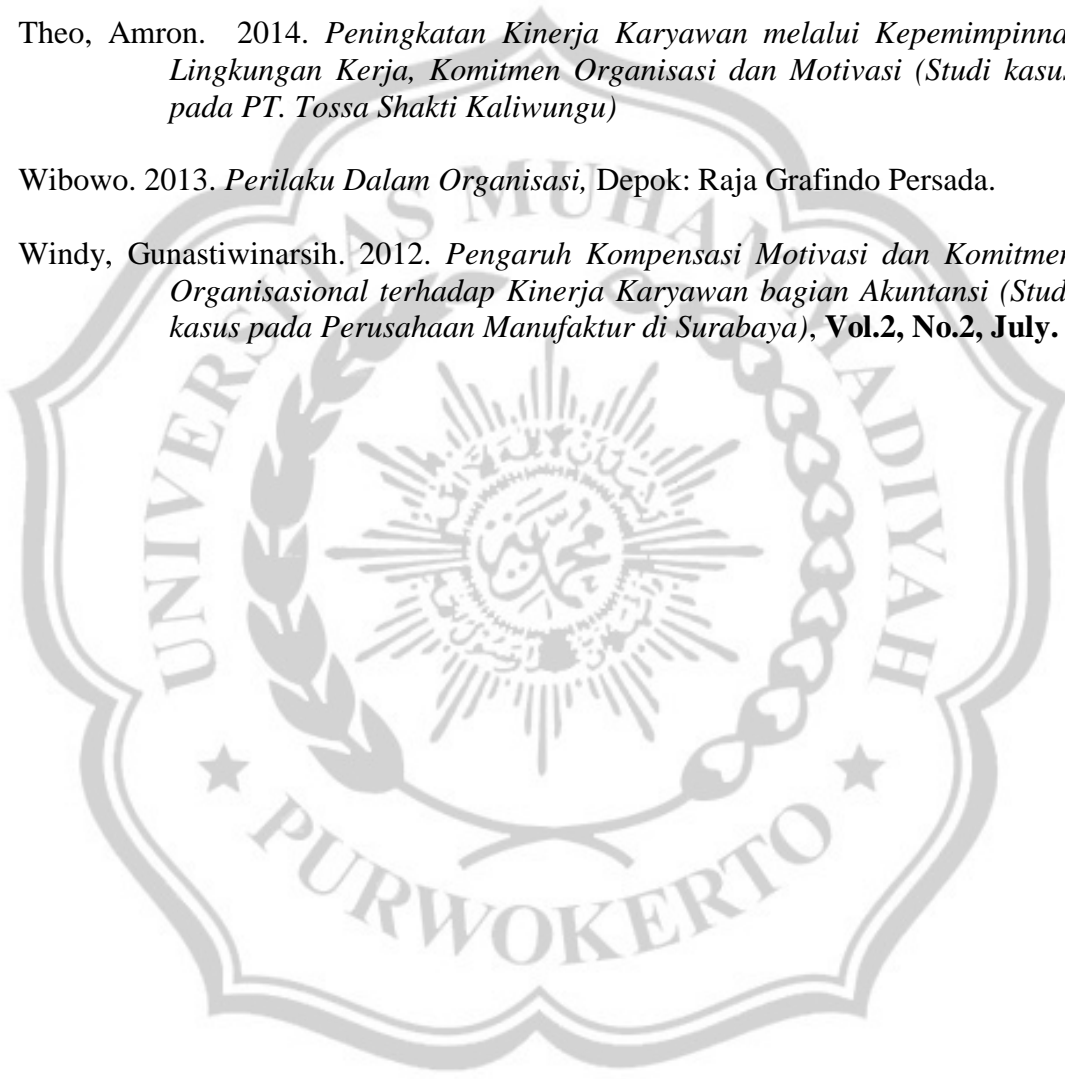 Theo, Amron. 2014. Peningkatan Kinerja Karyawan melalui Kepemimpinna
Lingkungan Kerja, Komitmen Organisasi dan Motivasi (Studi kasus
pada PT. Tossa Shakti Kaliwungu)
Wibowo. 2013. Perilaku Dalam Organisasi, Depok: Raja Grafindo Persada.
Windy, Gunastiwinarsih. 2012. Pengaruh Kompensasi Motivasi dan Komitmen
Organisasional terhadap Kinerja Karyawan bagian Akuntansi (Studi
kasus pada Perusahaan Manufaktur di Surabaya), Vol.2, No.2, July.
UNIVERSITAS MUHAMMADIYAH
PURWOKERTO